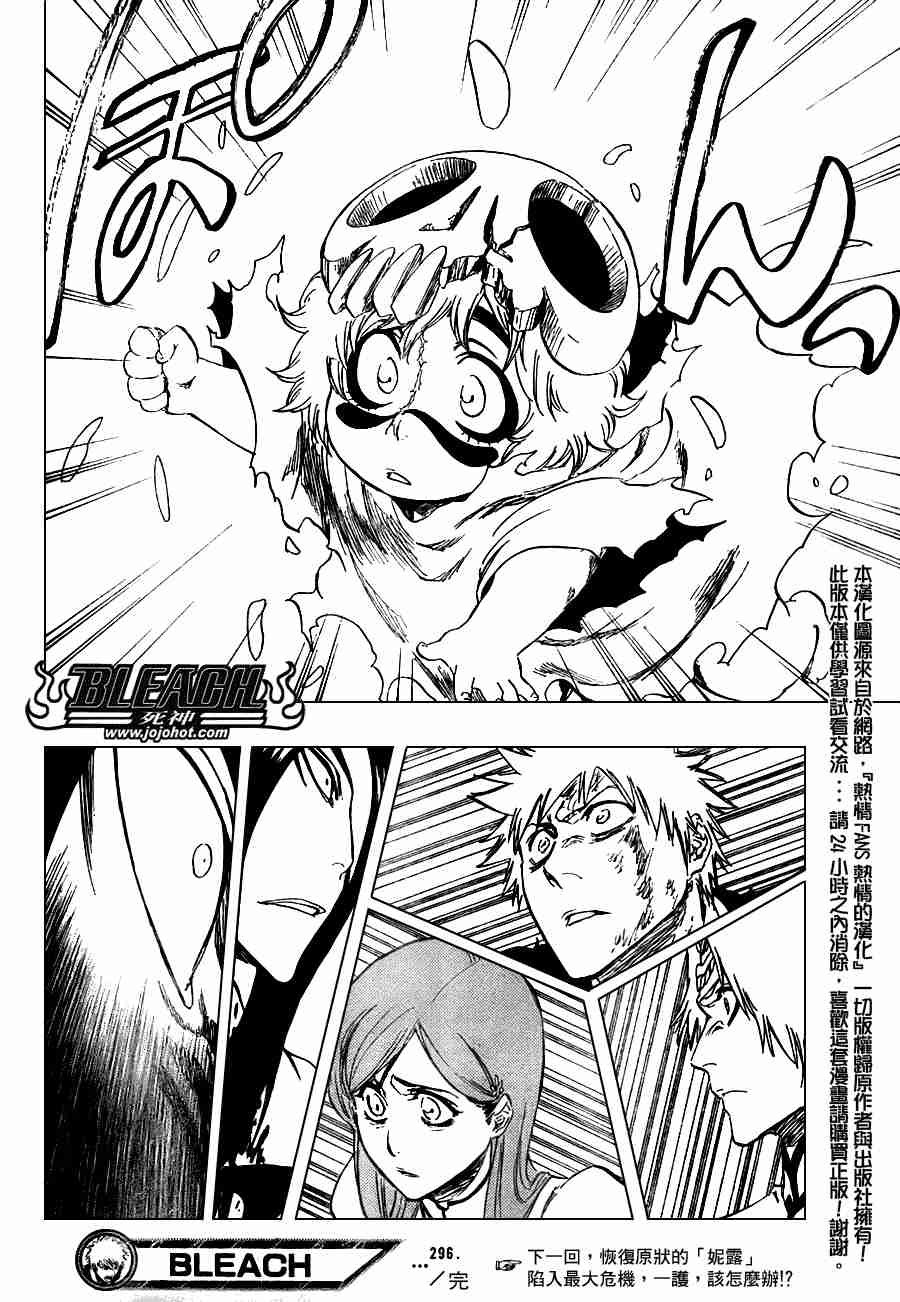 ぽんっ
BLEACH
死神
www.jojohot.com
本漢化圖源來自於網路，『熱情FANS 熱情的漢化』一切版權歸原作者與出版社擁有！
此版本僅供學習試看交流…請24小時之內消除，喜歡這套漫畫請購買正版！謝謝。
BLEACH
296.
…/完
下一回，恢復原狀的「妮露」
陷入最大危機，一護，該怎麼辦!?